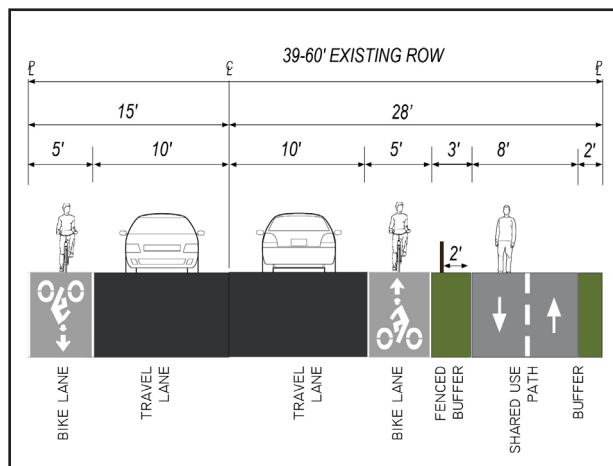 39-60' EXISTING ROW
℄
15'
28'
5'
10'
10'
5'
3'
8'
2'
2'
BIKE LANE
TRAVEL
LANE
TRAVEL
LANE
BIKE LANE
FENCED
BUFFER
SHARED USE
PATH
BUFFER